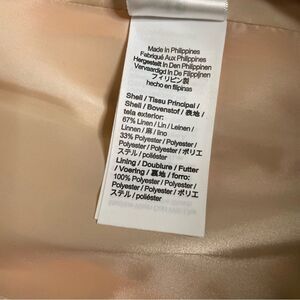 Made In Philippines
Fabriqué Aux Philippines
Hergestellt In Den Philippinen
Vervaardigd In De Filippijnen
フィリピン製
hecho en filipinas
Shell / Tissu Principal /
Shell / Bovenstof / 表地 /
tela exterior:
67% Linen / Lin / Leinen /
Linnen / 麻 / lino
33% Polyester / Polyester /
Polyester / Polyester / ポリエ
ステル / poliéster
Lining / Doublure / Futter
/ Voering / 裏地 / forro:
100% Polyester / Polyester /
Polyester / Polyester / ポリエ
ステル / poliéster